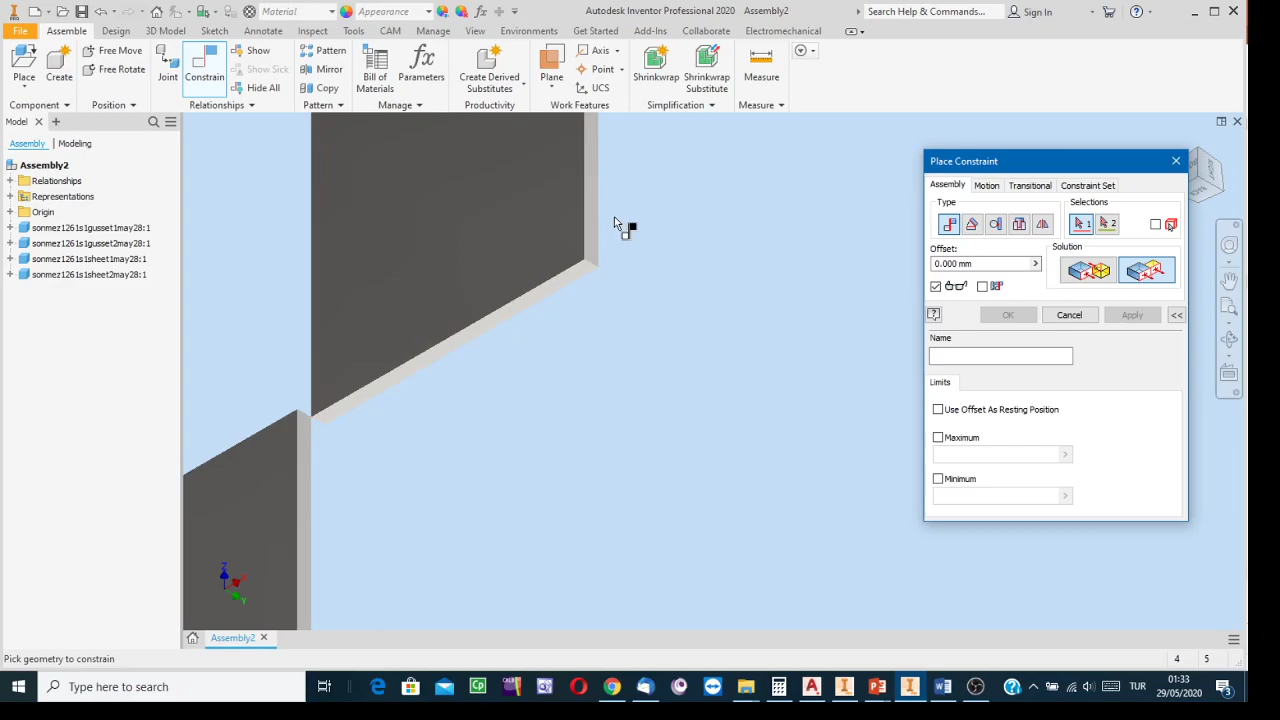 Material
Appearance
Autodesk Inventor Professional 2020
Assembly2
Search Help & Commands...
Sign In
File
Assemble
Design
3D Model
Sketch
Annotate
Inspect
Tools
CAM
Manage
View
Environments
Get Started
Add-Ins
Collaborate
Electromechanical
Place
Create
Free Move
Free Rotate
Joint
Constrain
Show
Show Sick
Hide All
Pattern
Mirror
Copy
Bill of
Materials
Parameters
Create Derived
Substitutes
Plane
Axis
Point
UCS
Shrinkwrap
Shrinkwrap
Substitute
Measure
Component
Position
Relationships
Pattern
Manage
Productivity
Work Features
Simplification
Measure
Model
Assembly
Modeling
Assembly2
Relationships
Representations
Origin
sonmez1261s1gusset1may28:1
sonmez1261s1gusset2may28:1
sonmez1261s1sheet1may28:1
sonmez1261s1sheet2may28:1
Place Constraint
Assembly
Motion
Transitional
Constraint Set
Type
Selections
1
2
Offset:
Solution
0.000 mm
OK
Cancel
Apply
<<
Name
Limits
Use Offset As Resting Position
Maximum
Minimum
RIGHT
Z
Y
Assembly2
Pick geometry to constrain
4
5
Type here to search
TUR
01:33
29/05/2020
3